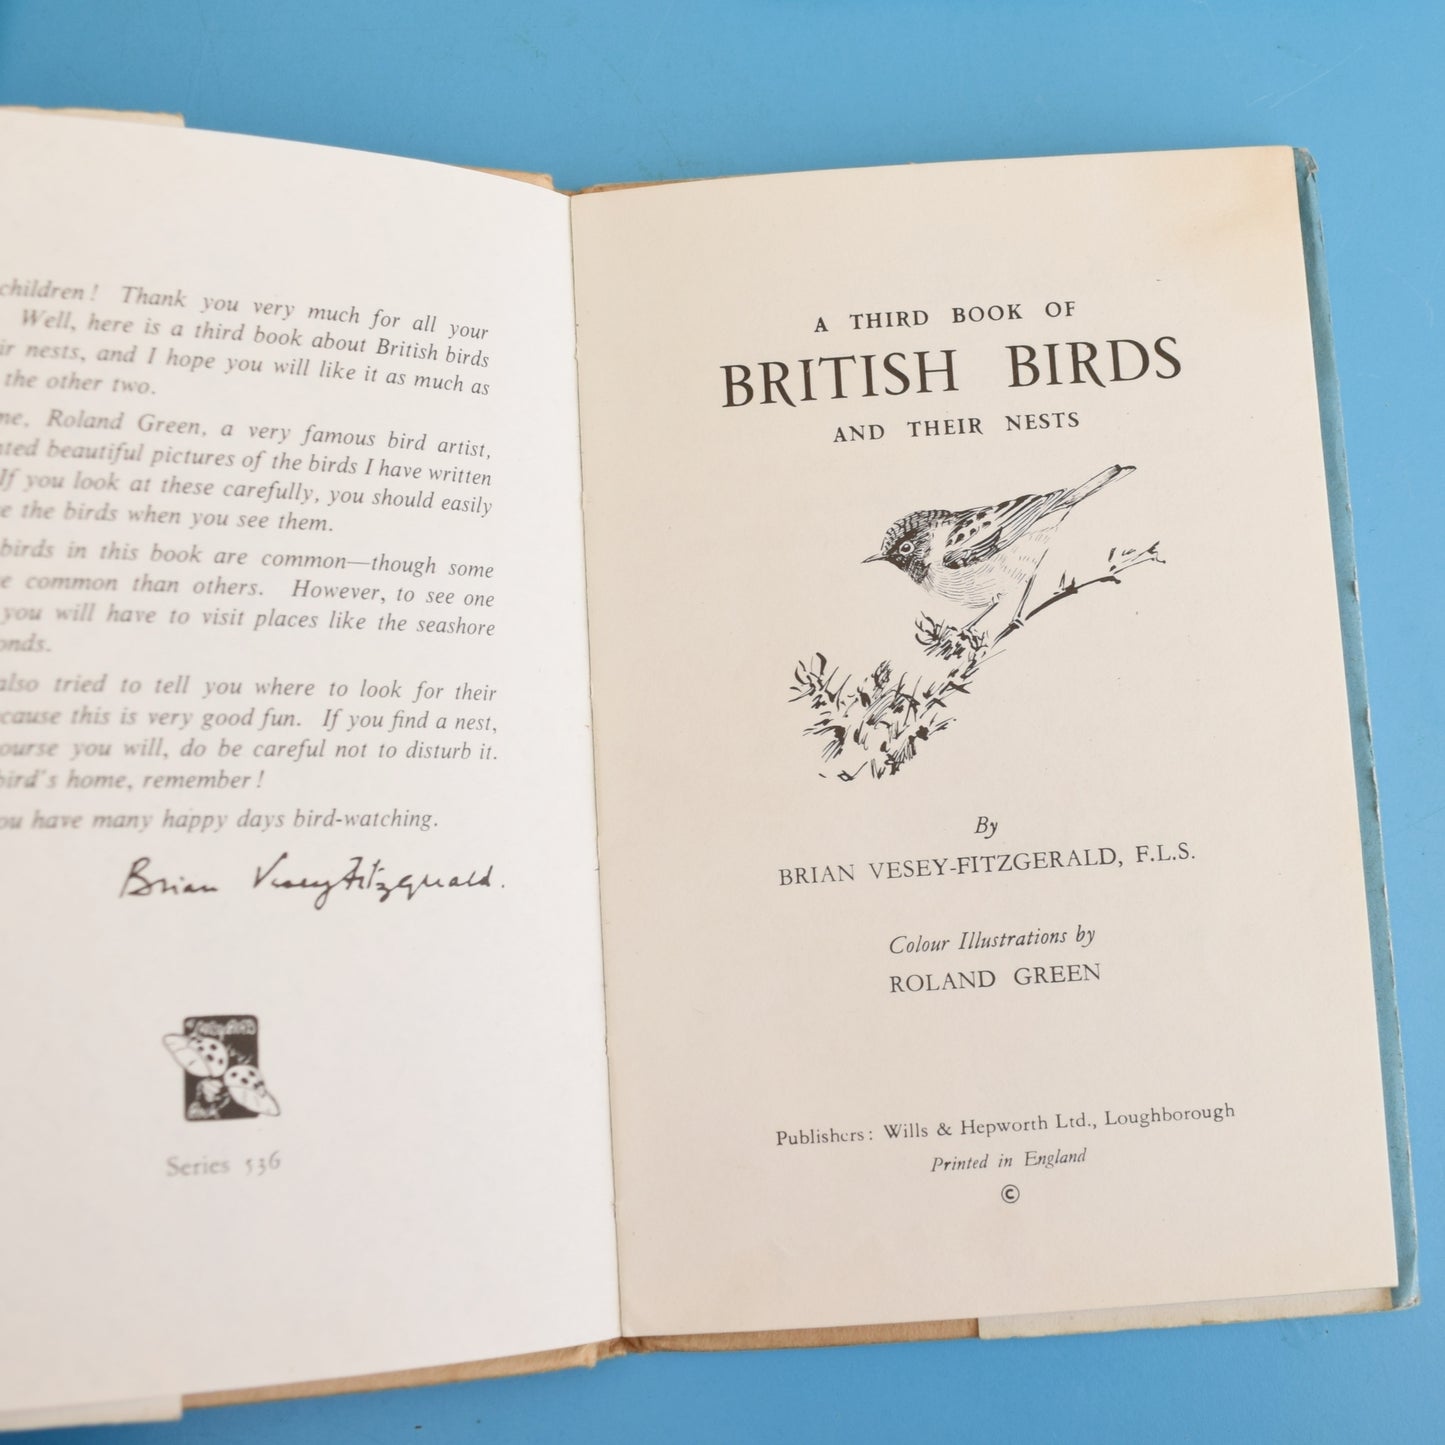 children! Thank you very much for all your
Well, here is a third book about British birds
ir nests, and I hope you will like it as much as
the other two.
me, Roland Green, a very famous bird artist,
ted beautiful pictures of the birds I have written
If you look at these carefully, you should easily
e the birds when you see them.
birds in this book are common—though some
e common than others. However, to see one
you will have to visit places like the seashore
onds.
also tried to tell you where to look for their
cause this is very good fun. If you find a nest,
ourse you will, do be careful not to disturb it.
bird's home, remember!
ou have many happy days bird-watching.
Brian Vesey-Fitzgerald.
Book
Series 536
A THIRD BOOK OF
BRITISH BIRDS
AND THEIR NESTS
By
BRIAN VESEY-FITZGERALD, F.L.S.
Colour Illustrations by
ROLAND GREEN
Publishers: Wills & Hepworth Ltd., Loughborough
Printed in England
©